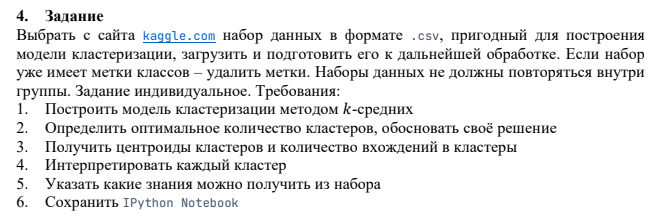 4. Задание
Выбрать с сайта kaggle.com набор данных в формате .csv, пригодный для построения
модели кластеризации, загрузить и подготовить его к дальнейшей обработке. Если набор
уже имеет метки классов – удалить метки. Наборы данных не должны повторяться внутри
группы. Задание индивидуальное. Требования:
1. Построить модель кластеризации методом k-средних
2. Определить оптимальное количество кластеров, обосновать своё решение
3. Получить центроиды кластеров и количество вхождений в кластеры
4. Интерпретировать каждый кластер
5. Указать какие знания можно получить из набора
6. Сохранить IPython Notebook